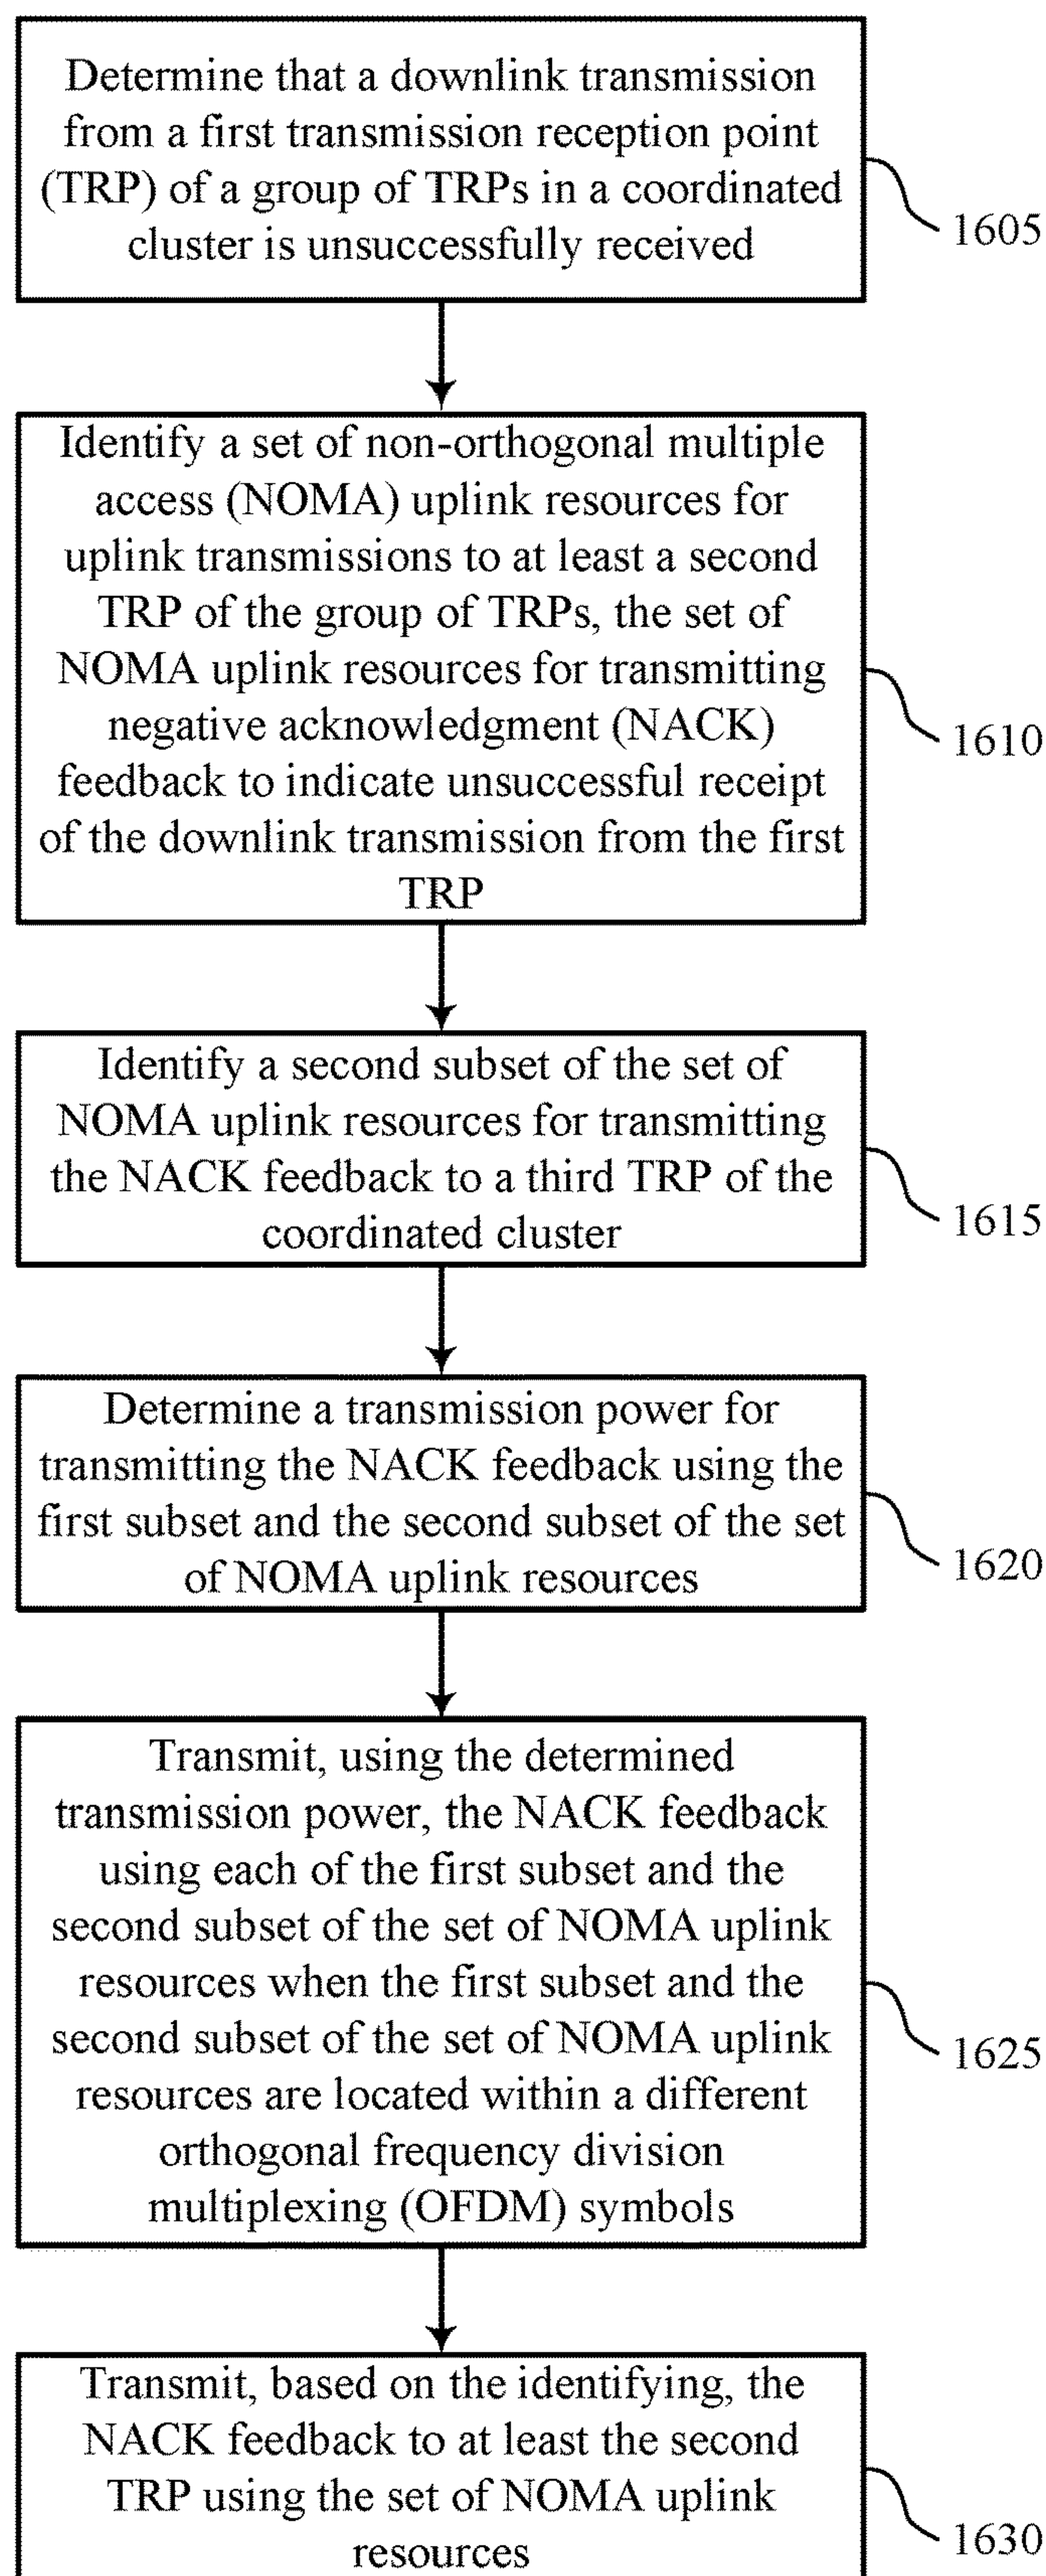 Determine that a downlink transmission
from a first transmission reception point
(TRP) of a group of TRPs in a coordinated
cluster is unsuccessfully received
1605
Identify a set of non-orthogonal multiple
access (NOMA) uplink resources for
uplink transmissions to at least a second
TRP of the group of TRPs, the set of
NOMA uplink resources for transmitting
negative acknowledgment (NACK)
feedback to indicate unsuccessful receipt
of the downlink transmission from the first
TRP
1610
Identify a second subset of the set of
NOMA uplink resources for transmitting
the NACK feedback to a third TRP of the
coordinated cluster
1615
Determine a transmission power for
transmitting the NACK feedback using the
first subset and the second subset of the set
of NOMA uplink resources
1620
Transmit, using the determined
transmission power, the NACK feedback
using each of the first subset and the
second subset of the set of NOMA uplink
resources when the first subset and the
second subset of the set of NOMA uplink
resources are located within a different
orthogonal frequency division
multiplexing (OFDM) symbols
1625
Transmit, based on the identifying, the
NACK feedback to at least the second
TRP using the set of NOMA uplink
resources
1630